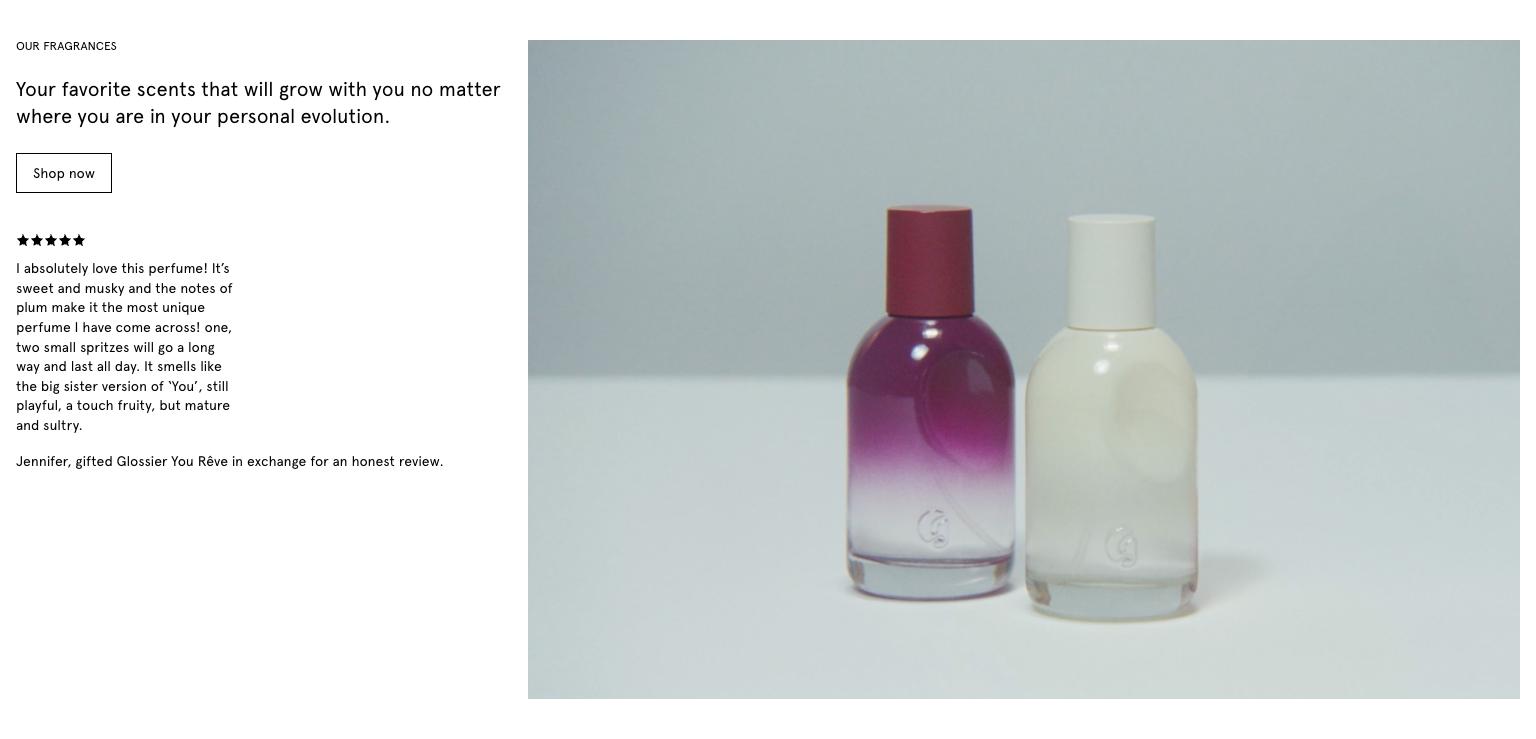 OUR FRAGRANCES
Your favorite scents that will grow with you no matter
where you are in your personal evolution.
Shop now
★★★★★
I absolutely love this perfume! It’s
sweet and musky and the notes of
plum make it the most unique
perfume I have come across! one,
two small spritzes will go a long
way and last all day. It smells like
the big sister version of ‘You’, still
playful, a touch fruity, but mature
and sultry.
Jennifer, gifted Glossier You Rêve in exchange for an honest review.
G
G